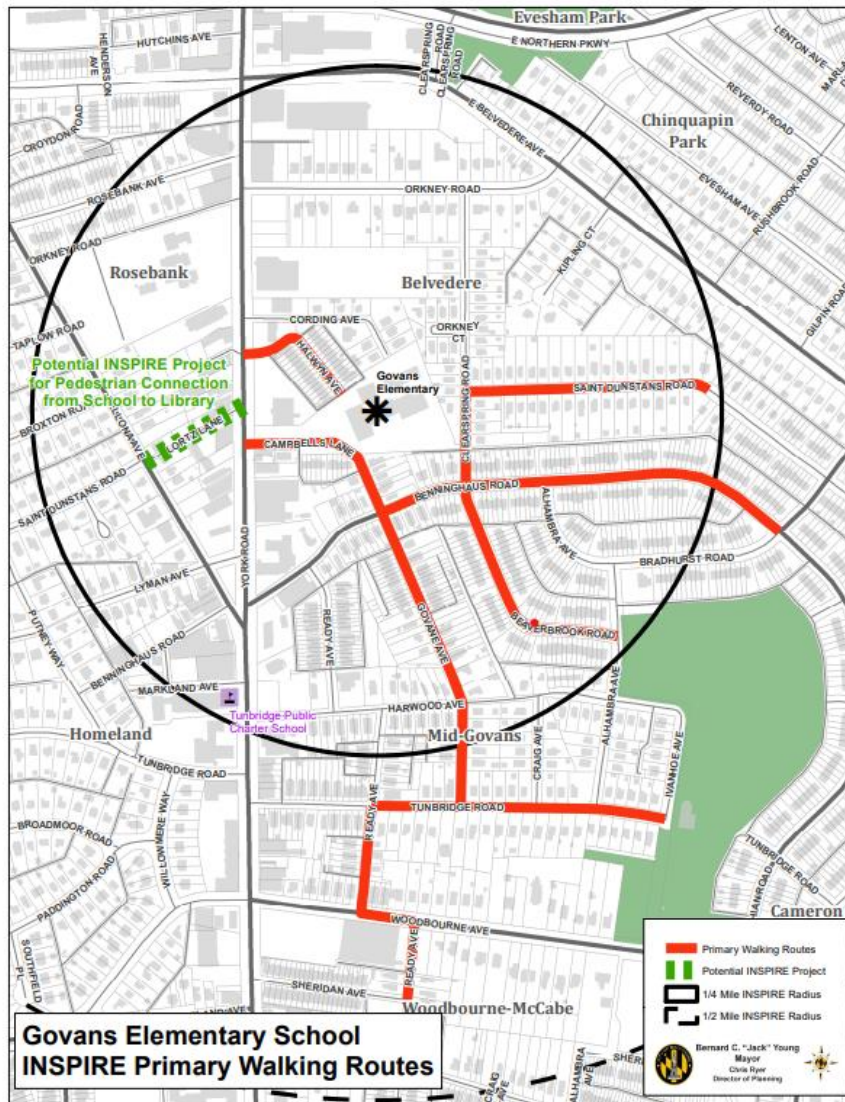 Evesham Park
E NORTHERN PKWY
HUTCHINS AVE
HENDERSON
AVE
CLEARSPRING
ROAD
CLEARSPRING
ROAD
LENTON AVE
REVERDY ROAD
Chinquapin
Park
E BELVEDERE AVE
CROYDON ROAD
ROSEBANK AVE
ORKNEY ROAD
EVESHAM AVE
RUSHBROOK ROAD
ORKNEY ROAD
Rosebank
Belvedere
KIPLING CT
GILPIN ROAD
TAPLOW ROAD
CORDING AVE
ORKNEY
CT
HALWYN AVE
Potential INSPIRE Project
for Pedestrian Connection
from School to Library
Govans
Elementary
SAINT DUNSTANS ROAD
CLEARSPRING ROAD
BROXTON ROAD
LORTZ LANE
CAMPBELLS LANE
SAINT DUNSTANS ROAD
BENNINGHAUS ROAD
ALHAMBRA AVE
BRADHURST ROAD
YORK ROAD
LYMAN AVE
PUTNEY WAY
BENNINGHAUS ROAD
READY AVE
GOVANE AVE
BEAVERBROOK ROAD
MARKLAND AVE
Tunbridge Public
Charter School
HARWOOD AVE
Homeland
Mid-Govans
CRAIG AVE
ALHAMBRA AVE
IVANHOE AVE
TUNBRIDGE ROAD
TUNBRIDGE ROAD
READY AVE
BROADMOOR ROAD
WILLOWMERE WAY
PADDINGTON ROAD
TUNBRIDGE ROAD
Cameron
WOODBOURNE AVE
SOUTHFIELD
PL
READY AVE
SHERIDAN AVE
Woodbourne-McCabe
CRAIG
AVE
ALHAMBRA
AVE
Primary Walking Routes
Potential INSPIRE Project
1/4 Mile INSPIRE Radius
1/2 Mile INSPIRE Radius
Bernard C. "Jack" Young
Mayor
Chris Ryer
Director of Planning
Govans Elementary School
INSPIRE Primary Walking Routes